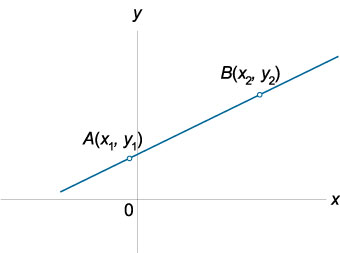 y
B(x₂, y₂)
A(x₁, y₁)
x
0